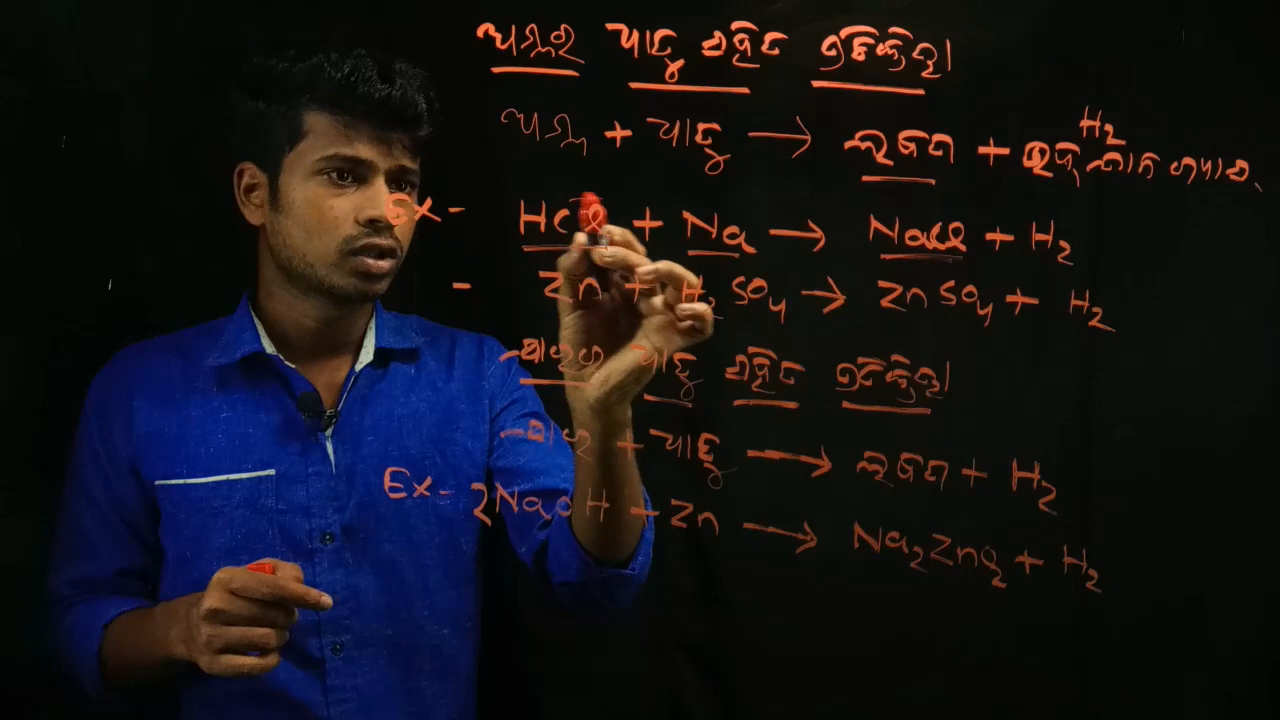 ଅମ୍ଳର ଧାତୁ ସହିତ ପ୍ରତିକ୍ରିୟା
ଅମ୍ଳ + ଧାତୁ → ଲବଣ + ଉଦ୍‌ଜାନ ଗ୍ୟାସ୍ H₂
Ex - HCl + Na → NaCl + H₂
- Zn + H₂SO₄ → ZnSO₄ + H₂
କ୍ଷାରର ଧାତୁ ସହିତ ପ୍ରତିକ୍ରିୟା
କ୍ଷାର + ଧାତୁ → ଲବଣ + H₂
Ex - 2NaOH + Zn → Na₂ZnO₂ + H₂